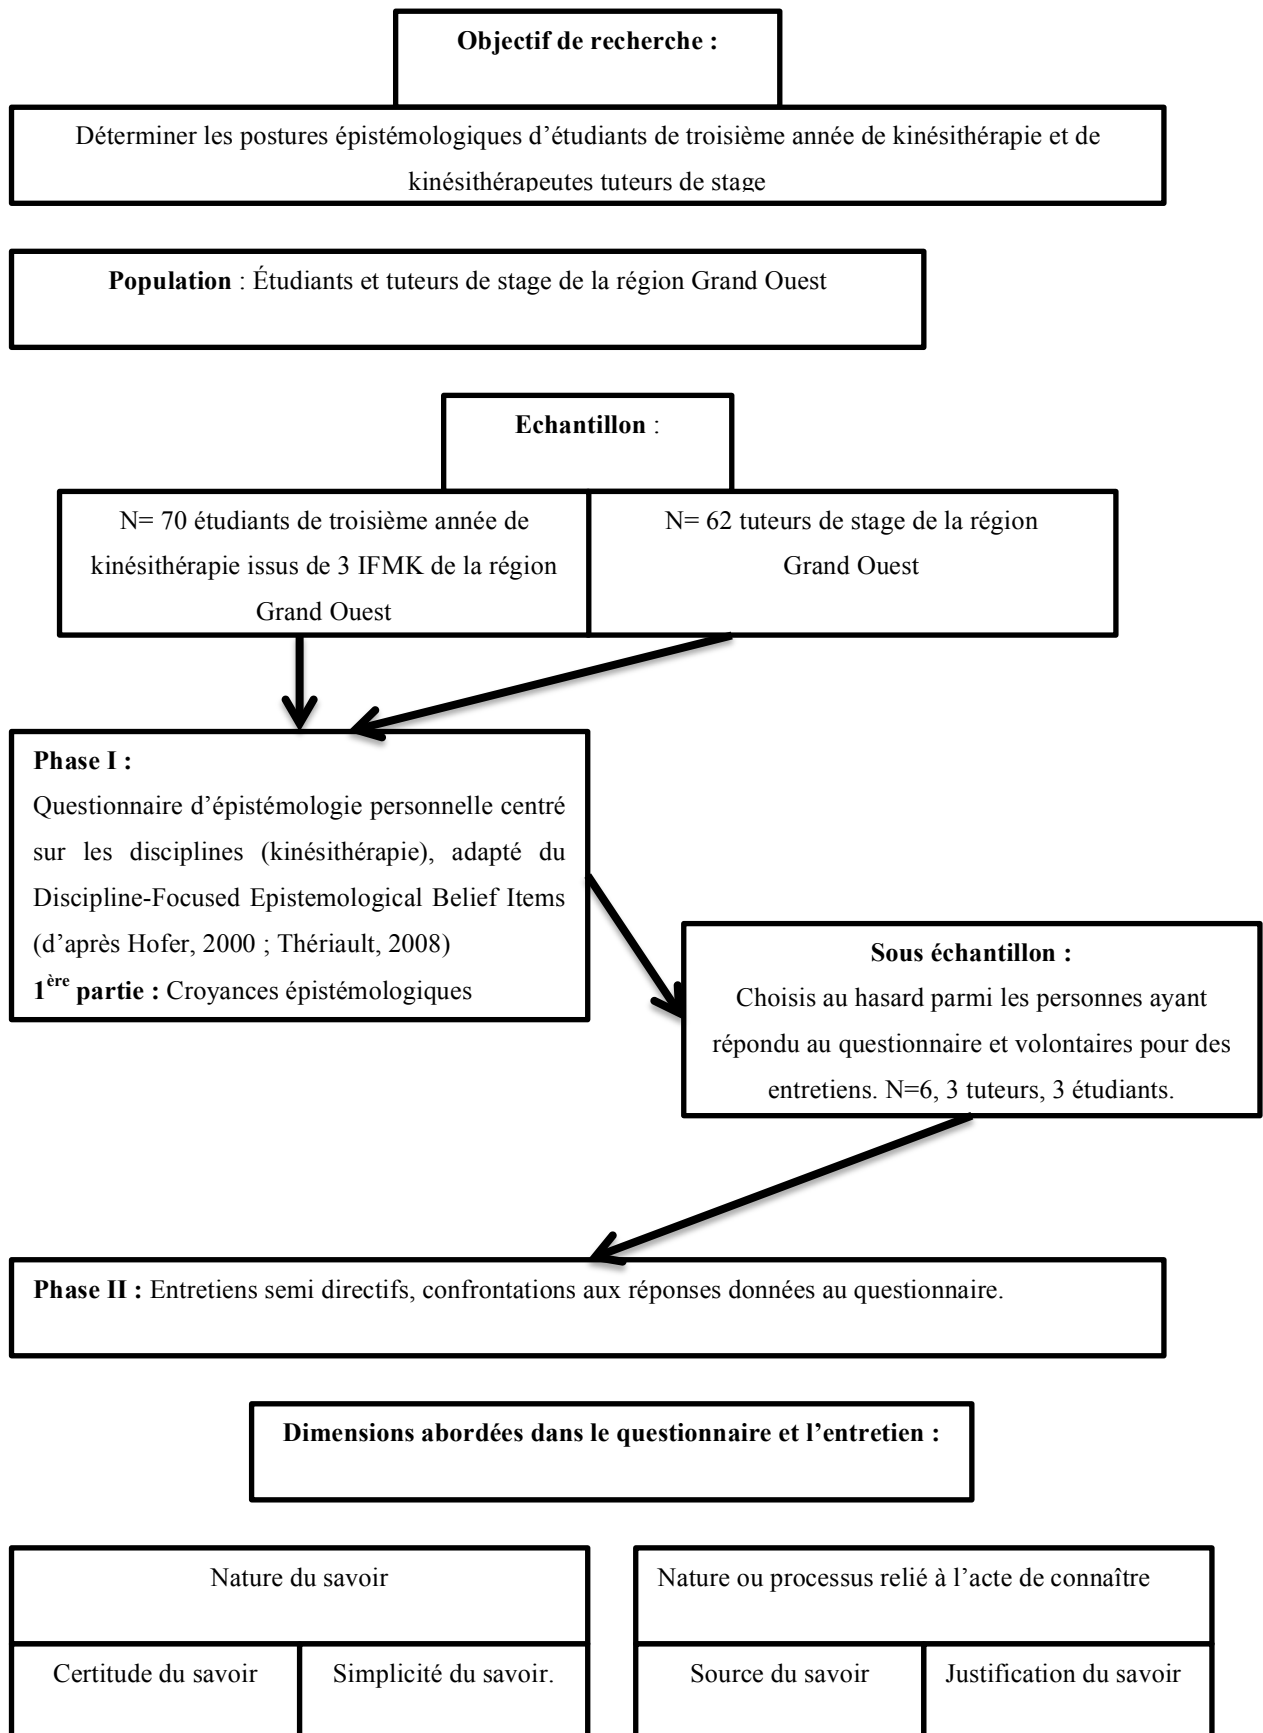 Objectif de recherche :
Déterminer les postures épistémologiques d’étudiants de troisième année de kinésithérapie et de
kinésithérapeutes tuteurs de stage
Population : Étudiants et tuteurs de stage de la région Grand Ouest
Echantillon :
N= 70 étudiants de troisième année de
kinésithérapie issus de 3 IFMK de la région
Grand Ouest
N= 62 tuteurs de stage de la région
Grand Ouest
Phase I :
Questionnaire d’épistémologie personnelle centré
sur les disciplines (kinésithérapie), adapté du
Discipline-Focused Epistemological Belief Items
(d’après Hofer, 2000 ; Thériault, 2008)
1ère partie : Croyances épistémologiques
Sous échantillon :
Choisis au hasard parmi les personnes ayant
répondu au questionnaire et volontaires pour des
entretiens. N=6, 3 tuteurs, 3 étudiants.
Phase II : Entretiens semi directifs, confrontations aux réponses données au questionnaire.
Dimensions abordées dans le questionnaire et l’entretien :
Nature du savoir
Certitude du savoir
Simplicité du savoir.
Nature ou processus relié à l’acte de connaître
Source du savoir
Justification du savoir